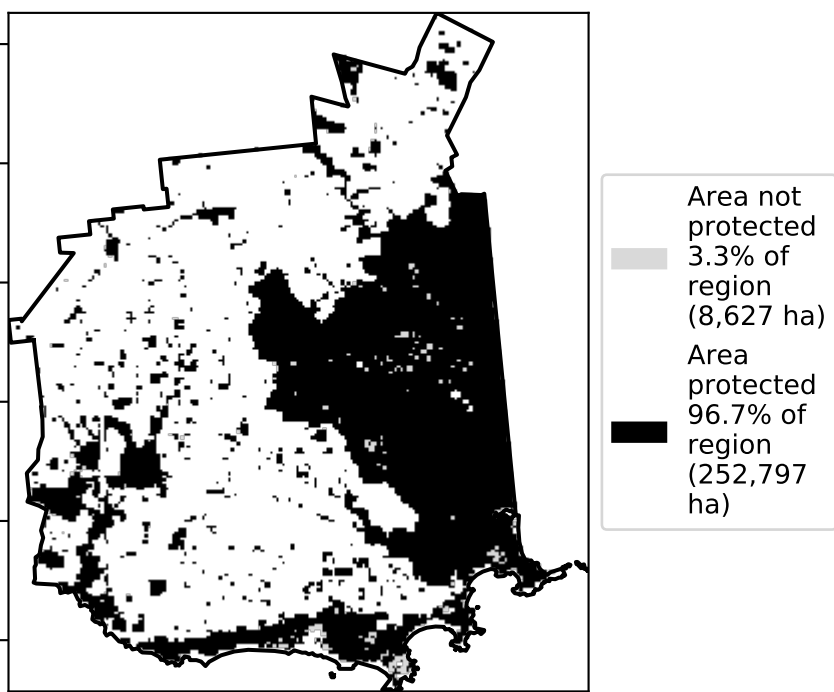 Area not
protected
3.3% of
region
(8,627 ha)
Area
protected
96.7% of
region
(252,797
ha)